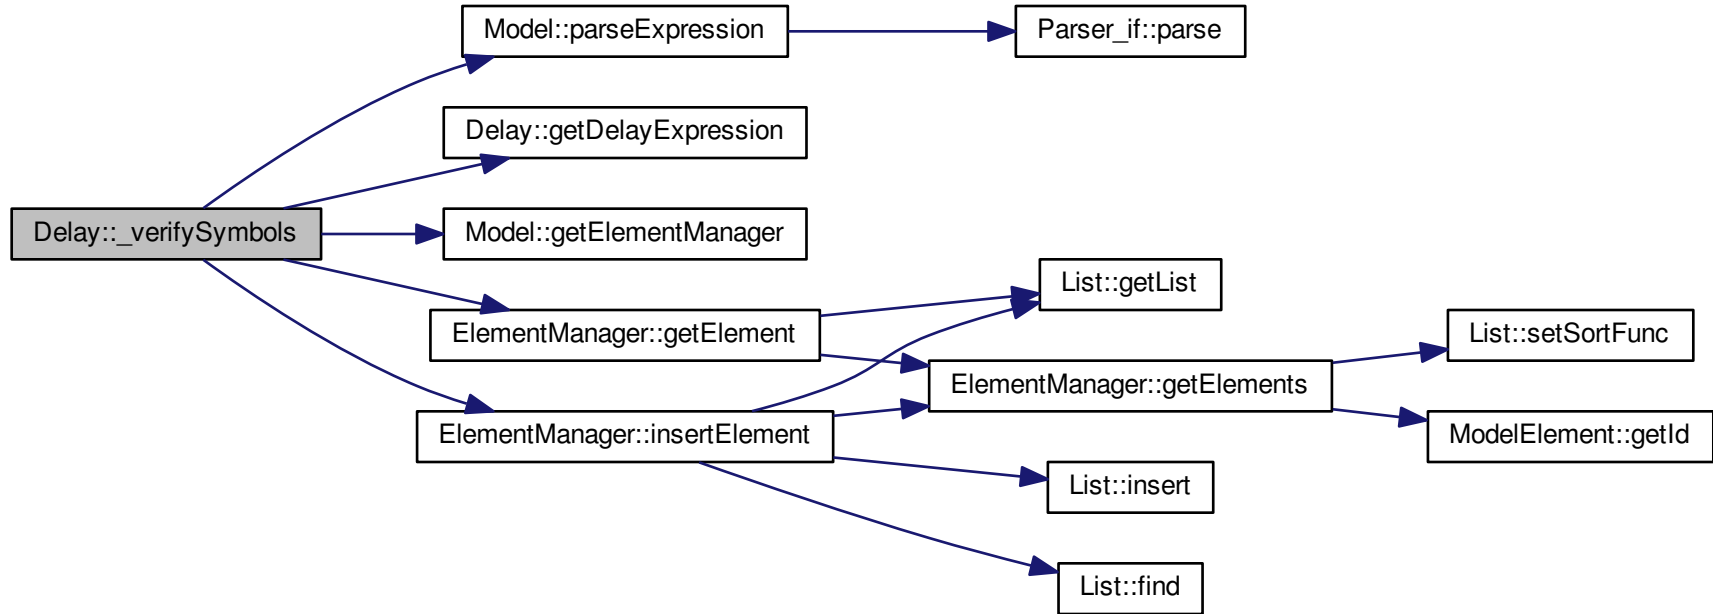 Model::parseExpression
Parser_if::parse
Delay::getDelayExpression
Delay::_verifySymbols
Model::getElementManager
List::getList
ElementManager::getElement
List::setSortFunc
ElementManager::getElements
ElementManager::insertElement
ModelElement::getId
List::insert
List::find